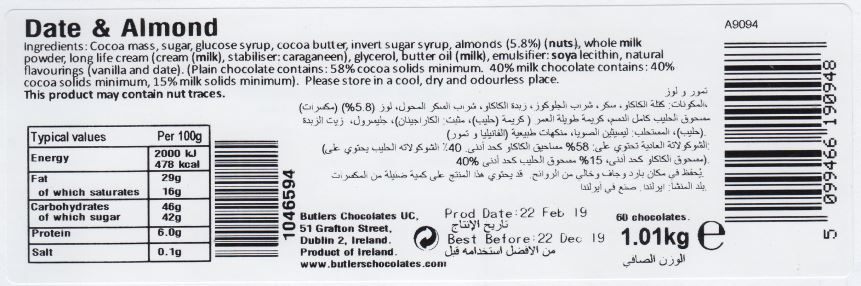 Date & Almond
A9094
Ingredients: Cocoa mass, sugar, glucose syrup, cocoa butter, invert sugar syrup, almonds (5.8%) (nuts), whole milk
powder, long life cream (cream (milk), stabiliser: caraganeen), glycerol, butter oil (milk), emulsifier: soya lecithin, natural
flavourings (vanilla and date). (Plain chocolate contains: 58% cocoa solids minimum. 40% milk chocolate contains: 40%
cocoa solids minimum, 15% milk solids minimum). Please store in a cool, dry and odourless place.
This product may contain nut traces.
تمور و لوز
المكونات: كتلة الكاكاو، سكر، شراب الجلوكوز، زبدة الكاكاو، شراب السكر المحول، لوز (5.8%) (مكسرات)
مسحوق الحليب كامل الدسم، كريمة طويلة العمر ( كريمة (حليب)، مثبت: الكاراجينان)، جليسرول، زيت الزبدة
(حليب)، المستحلب: ليسيثين الصويا، منكهات طبيعية (الفانيليا و تمور).
الشوكولاتة العادية تحتوي على: 58% مساحيق الكاكاو كحد أدنى. 40٪ الشوكولاته الحليب يحتوي على)
40% مسحوق الكاكاو كحد أدنى، 15% مسحوق الحليب كحد أدنى).
يُحفظ في مكان بارد وجاف وخالى من الروائح. قد يحتوي هذا المنتج على كمية ضئيلة من المكسرات
بلد المنشأ: ايرلندا. صنع في ايرلندا.
Typical values Per 100g
Energy 2000 kJ
478 kcal
Fat 29g
of which saturates 16g
Carbohydrates 46g
of which sugar 42g
Protein 6.0g
Salt 0.1g
1046594
Butlers Chocolates UC,
51 Grafton Street,
Dublin 2, Ireland.
Product of Ireland.
www.butlerschocolates.com
Prod Date:22 Feb 19
تاريخ الإنتاج
Best Before:22 Dec 19
من الافضل استخدامه قبل
60 chocolates.
1.01kg e
الوزن الصافي
5 099466 190948